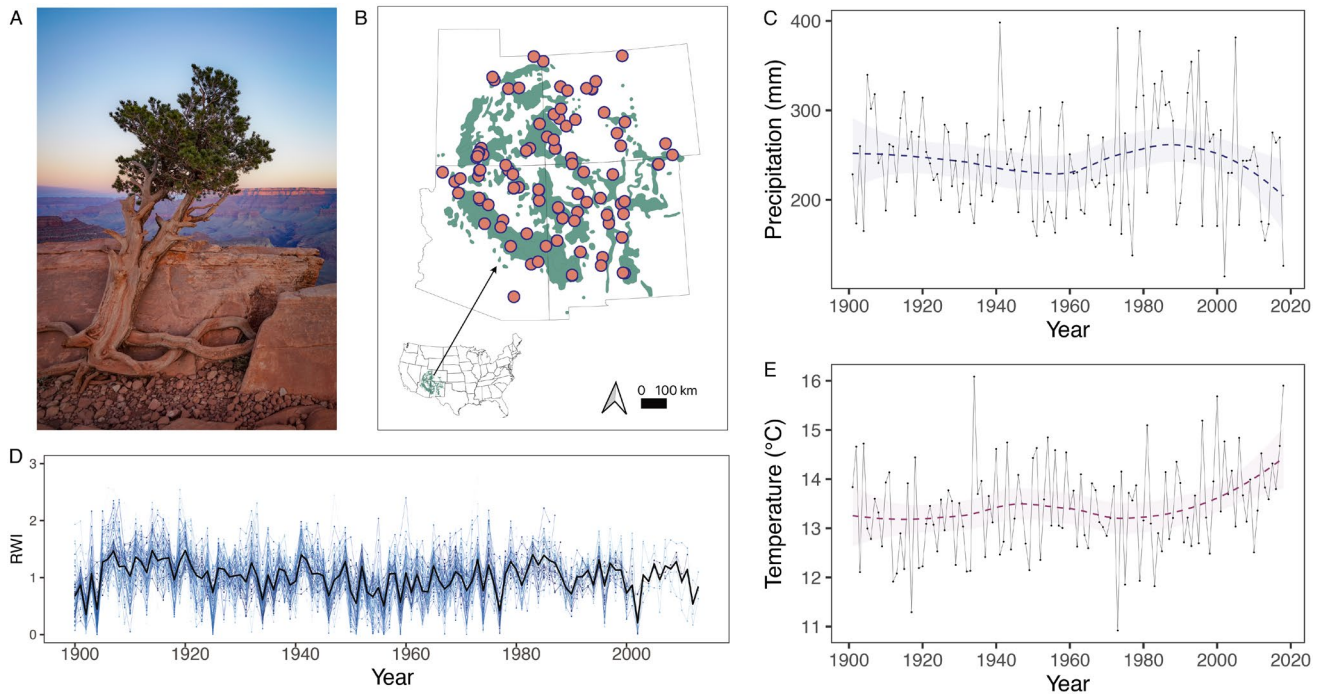 A
B
0 100 km
C
Precipitation (mm)
400
300
200
1900 1920 1940 1960 1980 2000 2020
Year
D
RWI
3
2
1
0
1900 1920 1940 1960 1980 2000
Year
E
Temperature (°C)
16
15
14
13
12
11
1900 1920 1940 1960 1980 2000 2020
Year